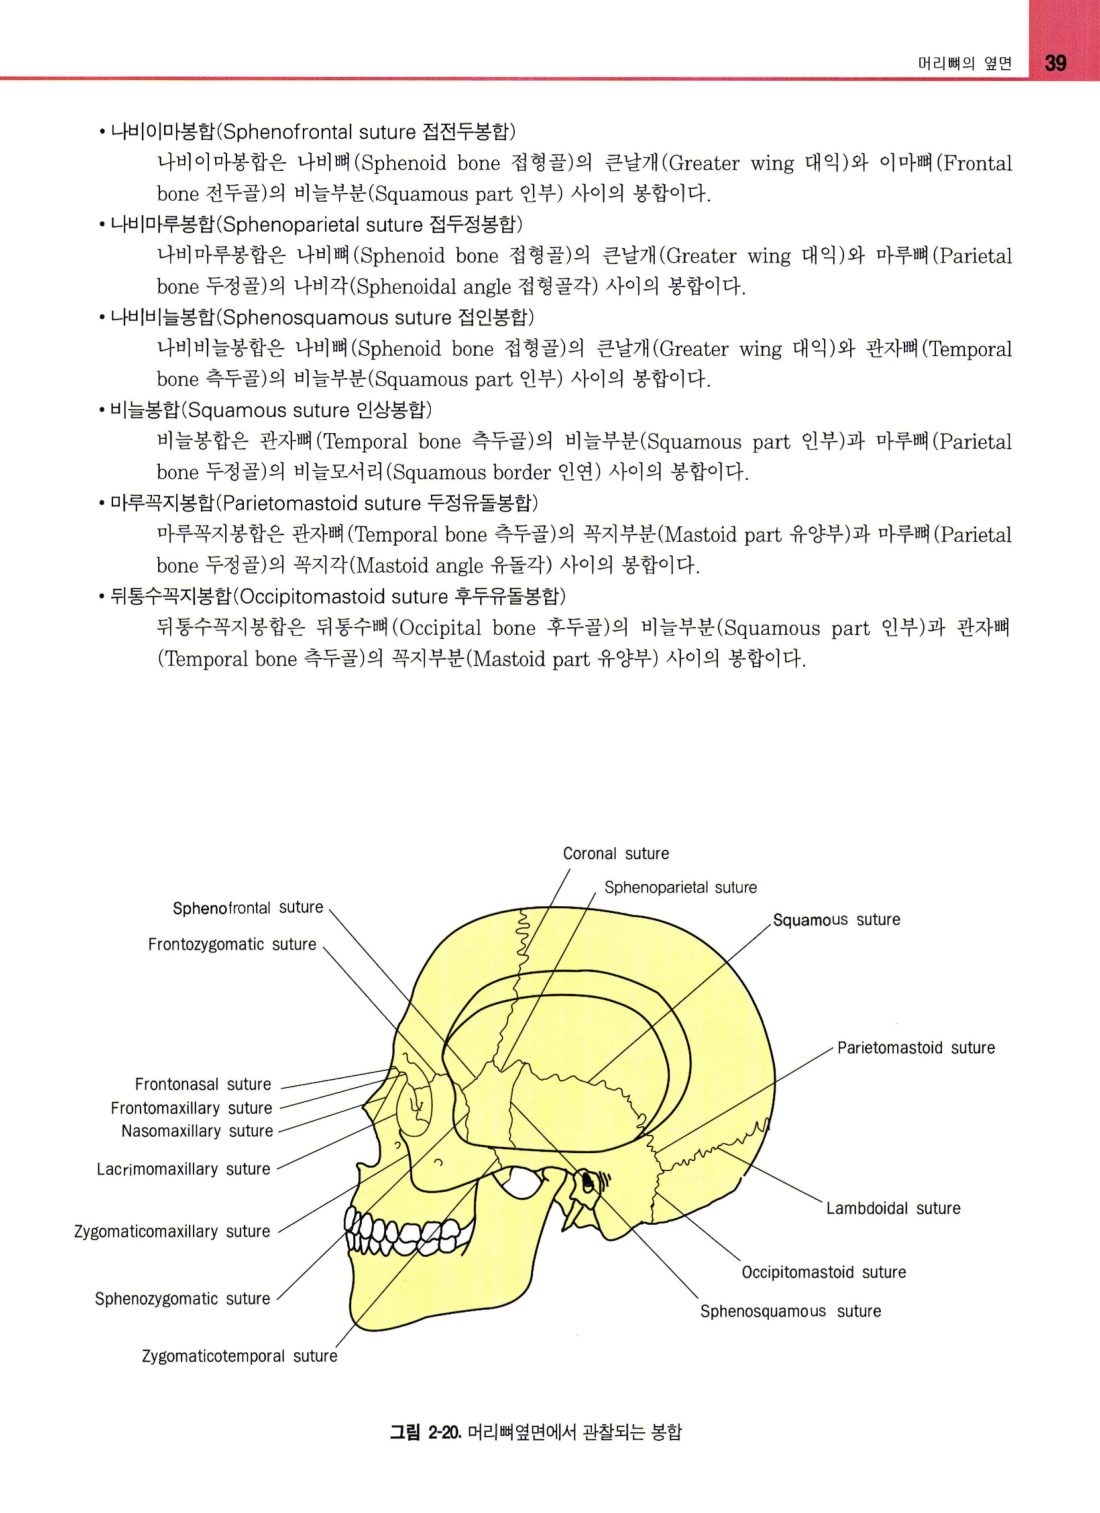 머리뼈의 옆면 39
• 나비이마봉합(Sphenofrontal suture 접전두봉합)
나비이마봉합은 나비뼈(Sphenoid bone 접형골)의 큰날개(Greater wing 대익)와 이마뼈(Frontal
bone 전두골)의 비늘부분(Squamous part 인부) 사이의 봉합이다.
• 나비마루봉합(Sphenoparietal suture 접두정봉합)
나비마루봉합은 나비뼈(Sphenoid bone 접형골)의 큰날개(Greater wing 대익)와 마루뼈(Parietal
bone 두정골)의 나비각(Sphenoidal angle 접형골각) 사이의 봉합이다.
• 나비비늘봉합(Sphenosquamous suture 접인봉합)
나비비늘봉합은 나비뼈(Sphenoid bone 접형골)의 큰날개(Greater wing 대익)와 관자뼈(Temporal
bone 측두골)의 비늘부분(Squamous part 인부) 사이의 봉합이다.
• 비늘봉합(Squamous suture 인상봉합)
비늘봉합은 관자뼈(Temporal bone 측두골)의 비늘부분(Squamous part 인부)과 마루뼈(Parietal
bone 두정골)의 비늘모서리(Squamous border 인연) 사이의 봉합이다.
• 마루꼭지봉합(Parietomastoid suture 두정유돌봉합)
마루꼭지봉합은 관자뼈(Temporal bone 측두골)의 꼭지부분(Mastoid part 유양부)과 마루뼈(Parietal
bone 두정골)의 꼭지각(Mastoid angle 유돌각) 사이의 봉합이다.
• 뒤통수꼭지봉합(Occipitomastoid suture 후두유돌봉합)
뒤통수꼭지봉합은 뒤통수뼈(Occipital bone 후두골)의 비늘부분(Squamous part 인부)과 관자뼈
(Temporal bone 측두골)의 꼭지부분(Mastoid part 유양부) 사이의 봉합이다.
Coronal suture
Sphenoparietal suture
Sphenofrontal suture
Squamous suture
Frontozygomatic suture
Parietomastoid suture
Frontonasal suture
Frontomaxillary suture
Nasomaxillary suture
Lacrimomaxillary suture
Lambdoidal suture
Zygomaticomaxillary suture
Occipitomastoid suture
Sphenozygomatic suture
Sphenosquamous suture
Zygomaticotemporal suture
그림 2-20. 머리뼈옆면에서 관찰되는 봉합